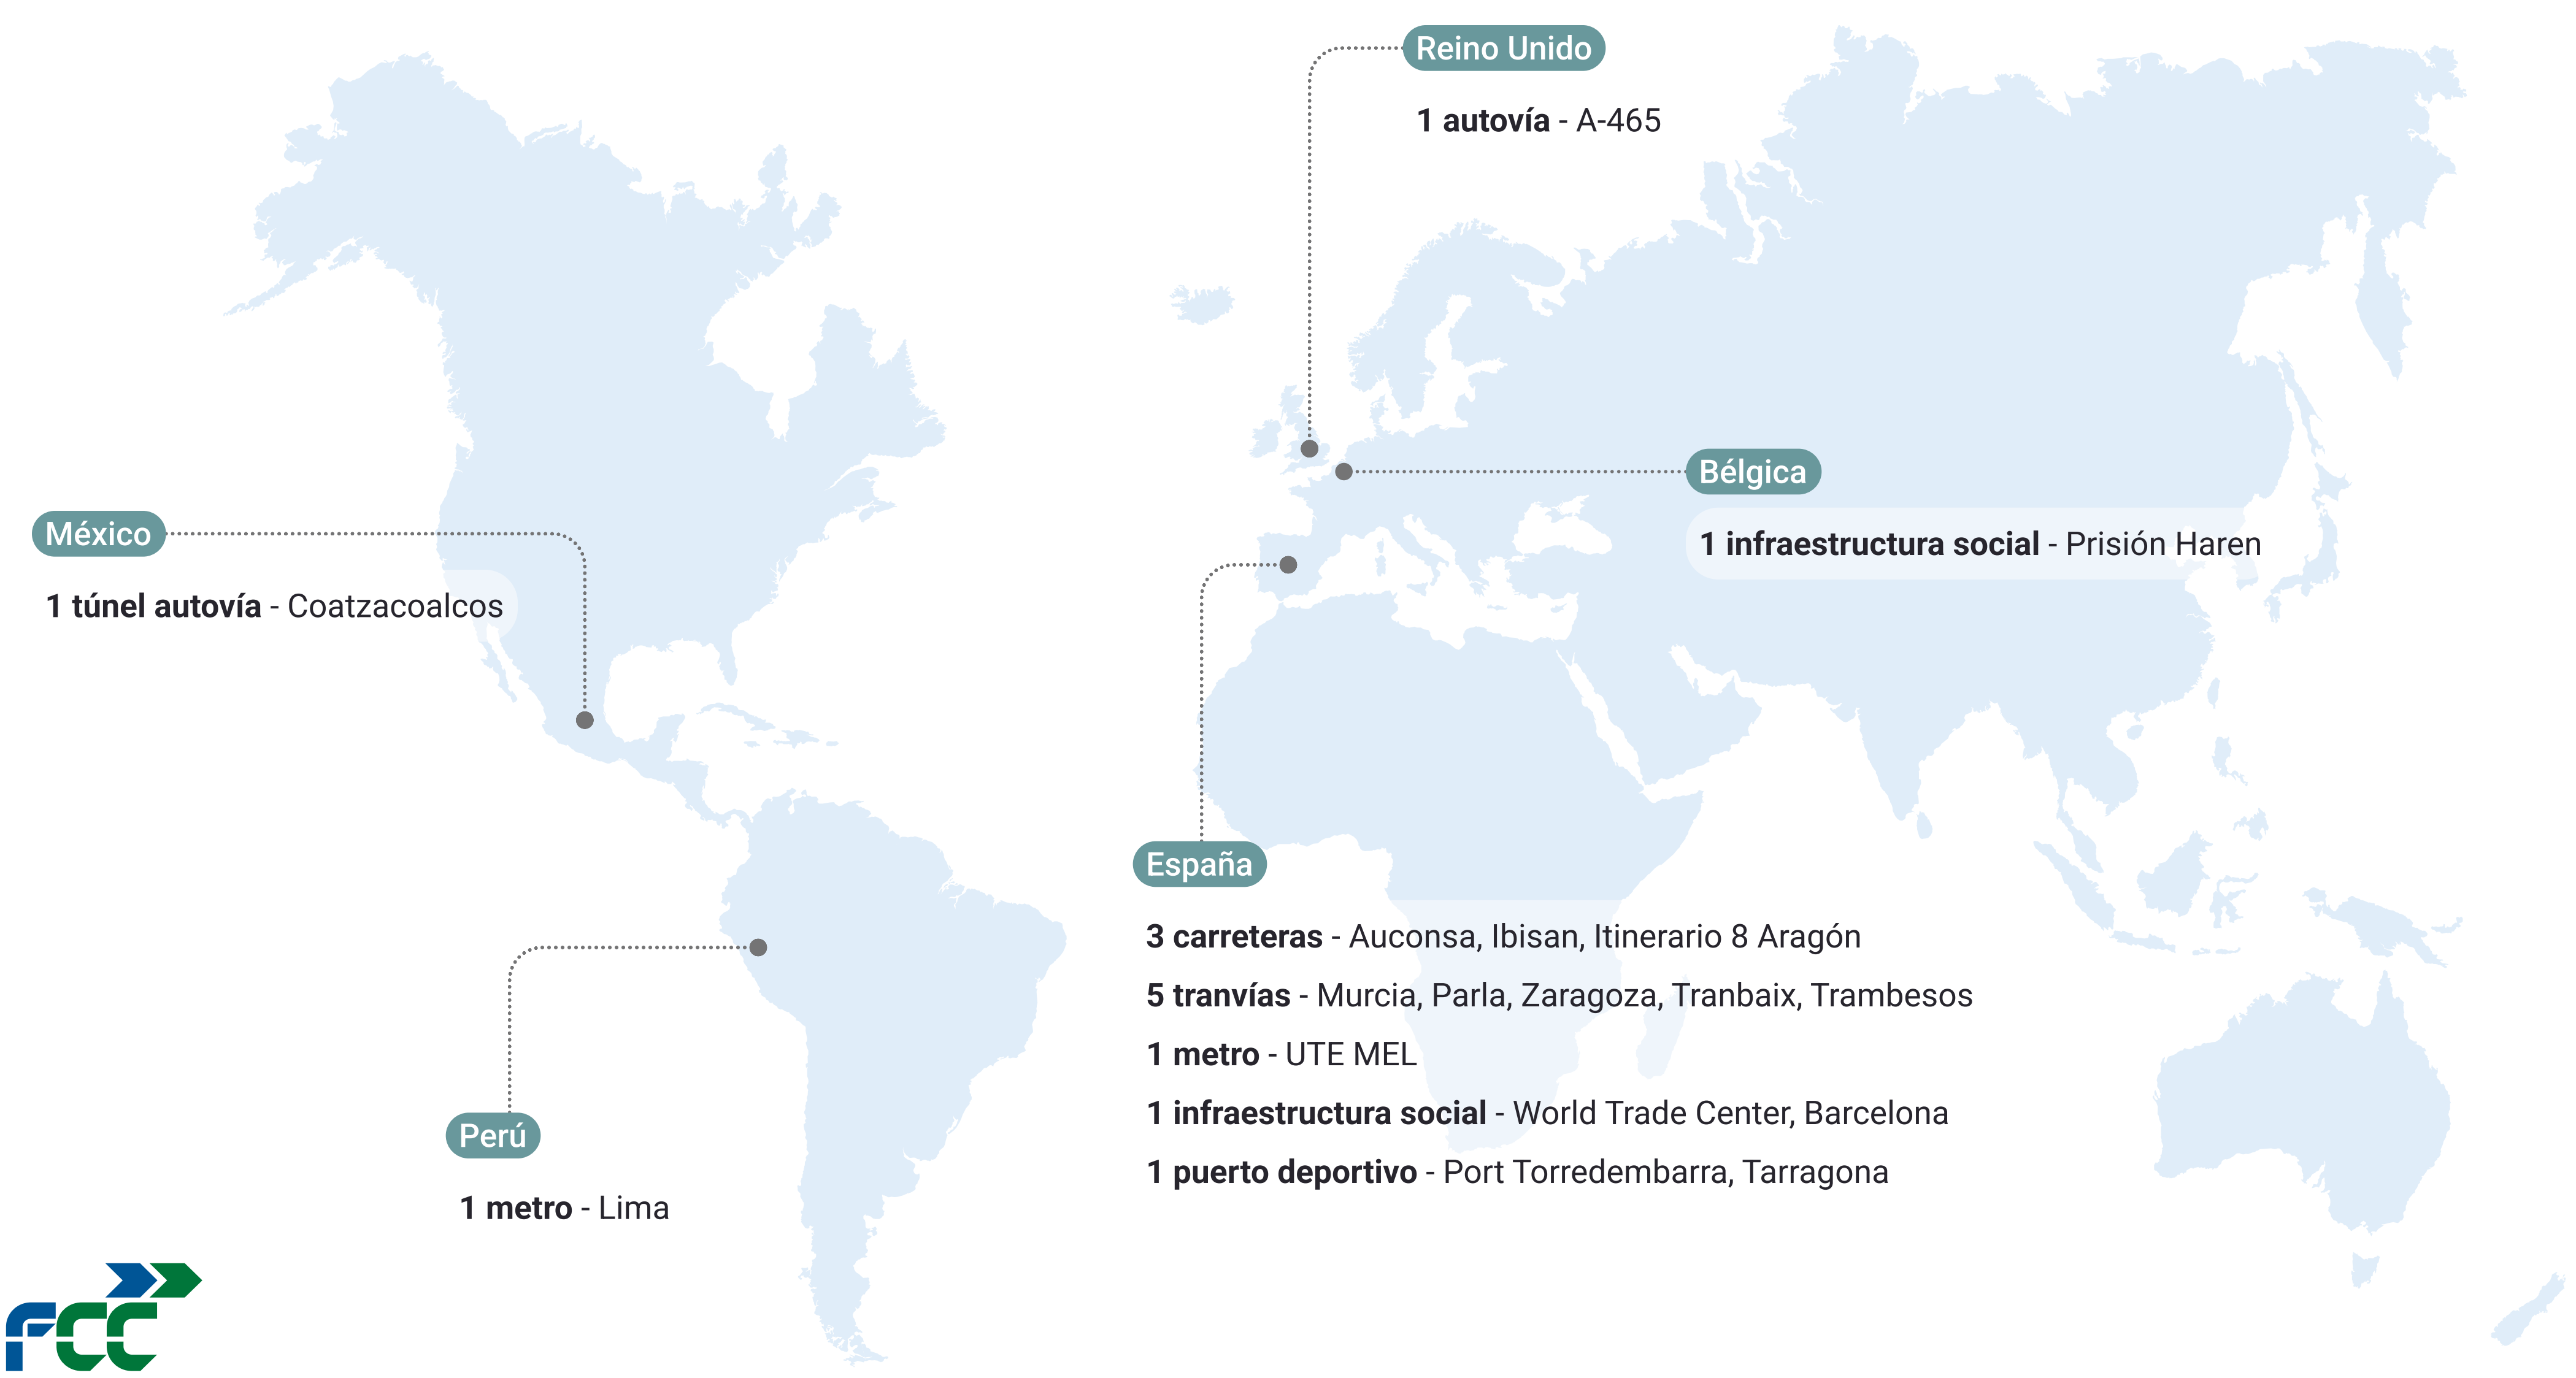 Reino Unido
1 autovía - A-465
Bélgica
1 infraestructura social - Prisión Haren
México
1 túnel autovía - Coatzacoalcos
España
3 carreteras - Auconsa, Ibisan, Itinerario 8 Aragón
5 tranvías - Murcia, Parla, Zaragoza, Tranbaix, Trambesos
1 metro - UTE MEL
1 infraestructura social - World Trade Center, Barcelona
1 puerto deportivo - Port Torredembarra, Tarragona
Perú
1 metro - Lima
FCC